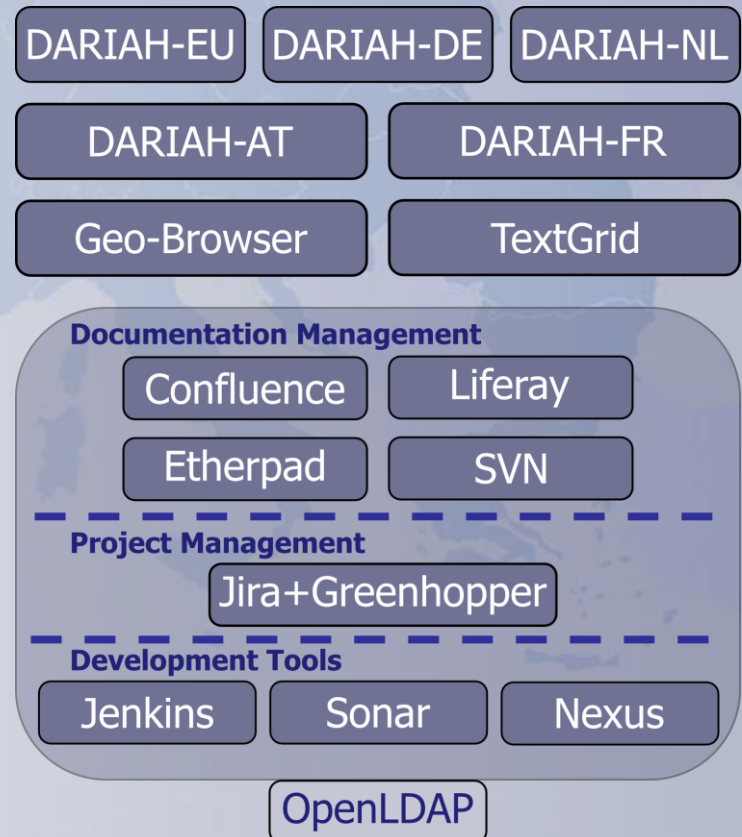 DARIAH-EU DARIAH-DE DARIAH-NL
DARIAH-AT DARIAH-FR
Geo-Browser TextGrid
Documentation Management
Confluence Liferay
Etherpad SVN
Project Management
Jira+Greenhopper
Development Tools
Jenkins Sonar Nexus
OpenLDAP